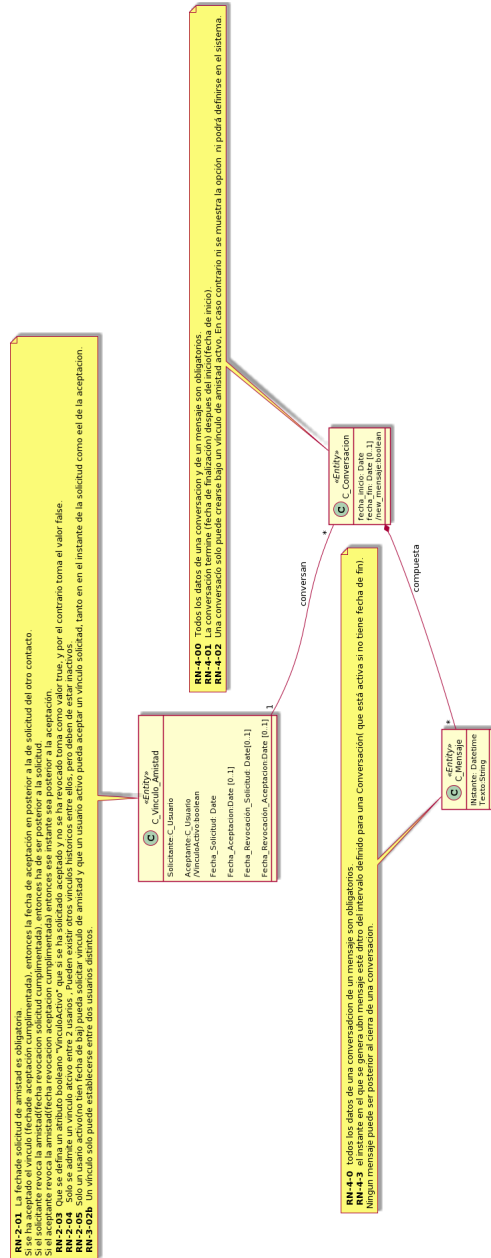 RN-2-01 La fechade solicitud de amistad es obligatoria.
Si se ha aceptado el vinculo (fechade aceptación cumplimentada), entonces la fecha de aceptación en posterior a la de solicitud del otro contacto.
Si el solicitante revoca la amistad(fecha revocacion solicitud cumplimentada), entonces ha de ser posterior a la solicitud.
Si el aceptante revoca la amistad(fecha revocacion aceptacion cumplimentada) entonces ese instante sea posterior a la aceptación.
RN-2-03 Que se defina un atributo booleano "VinculoActivo" que si se ha solicitado aceptado y no se ha revocado toma como valor true, y por el contrario toma el valor false.
RN-2-04 Solo se admite un vinculo atcivo entre 2 usarios , Pueden existir otros vinculos historicos entre ellos, pero deben de estar inactivos.
RN-2-05 Solo un usario activo(no tien fecha de baj) pueda solicitar vinculo de amistad y que un usuario activo pueda aceptar un vinculo solicitad, tanto en en el instante de la solicitud como eel de la aceptacion.
RN-3-02b Un vínculo solo puede establecerse entre dos usuarios distintos.
«Entity»
C C_Vinculo_Amistad
Solicitante:C_Usuario
Aceptante:C_Usuario
/VinculoActivo:boolean
Fecha_Solicitud: Date
Fecha_Aceptacion:Date [0..1]
Fecha_Revocación_Solicitud: Date[0..1]
Fecha_Revocación_Aceptacion:Date [0..1]
RN-4-00 Todos los datos de una conversacion y de un mensaje son obligatorios.
RN-4-01 La conversación termine (fecha de finalización) despues del inicio(fecha de inicio).
RN-4-02 Una conversacío solo puede crearse bajo un vínculo de amistad actvo. En caso contrario ni se muestra la opción ni podrá definirse en el sistema.
1
conversan
*
«Entity»
C C_Conversacion
fecha_inicio: Date
fecha_fin: Date [0..1]
/new_mensaje:boolean
RN-4-0 todos los datos de una conversadcion de un mensaje son obligatorios.
RN-4-3 el instante en el que se genera ubn mensaje esté dntro del intervalo definido para una Conversación( que está activa si no tiene fecha de fin).
Ningun mensaje puede ser posterior al cierra de una conversacion.
compuesta
*
«Entity»
C C_Mensaje
INstante: Datetime
Texto:String